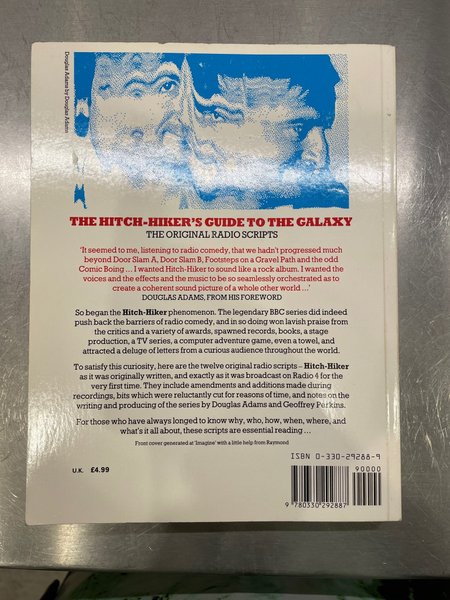 Douglas Adams by Douglas Adams
THE HITCH-HIKER'S GUIDE TO THE GALAXY
THE ORIGINAL RADIO SCRIPTS
'It seemed to me, listening to radio comedy, that we hadn't progressed much
beyond Door Slam A, Door Slam B, Footsteps on a Gravel Path and the odd
Comic Boing ... I wanted Hitch-Hiker to sound like a rock album. I wanted the
voices and the effects and the music to be so seamlessly orchestrated as to
create a coherent sound picture of a whole other world ...'
DOUGLAS ADAMS, FROM HIS FOREWORD
So began the Hitch-Hiker phenomenon. The legendary BBC series did indeed
push back the barriers of radio comedy, and in so doing won lavish praise from
the critics and a variety of awards, spawned records, books, a stage
production, a TV series, a computer adventure game, even a towel, and
attracted a deluge of letters from a curious audience throughout the world.
To satisfy this curiosity, here are the twelve original radio scripts – Hitch-Hiker
as it was originally written, and exactly as it was broadcast on Radio 4 for the
very first time. They include amendments and additions made during
recordings, bits which were reluctantly cut for reasons of time, and notes on the
writing and producing of the series by Douglas Adams and Geoffrey Perkins.
For those who have always longed to know why, who, how, when, where, and
what's it all about, these scripts are essential reading ...
Front cover generated at 'Imagine' with a little help from Raymond
U.K. £4.99
ISBN 0-330-29288-9
90000
9 780330 292887